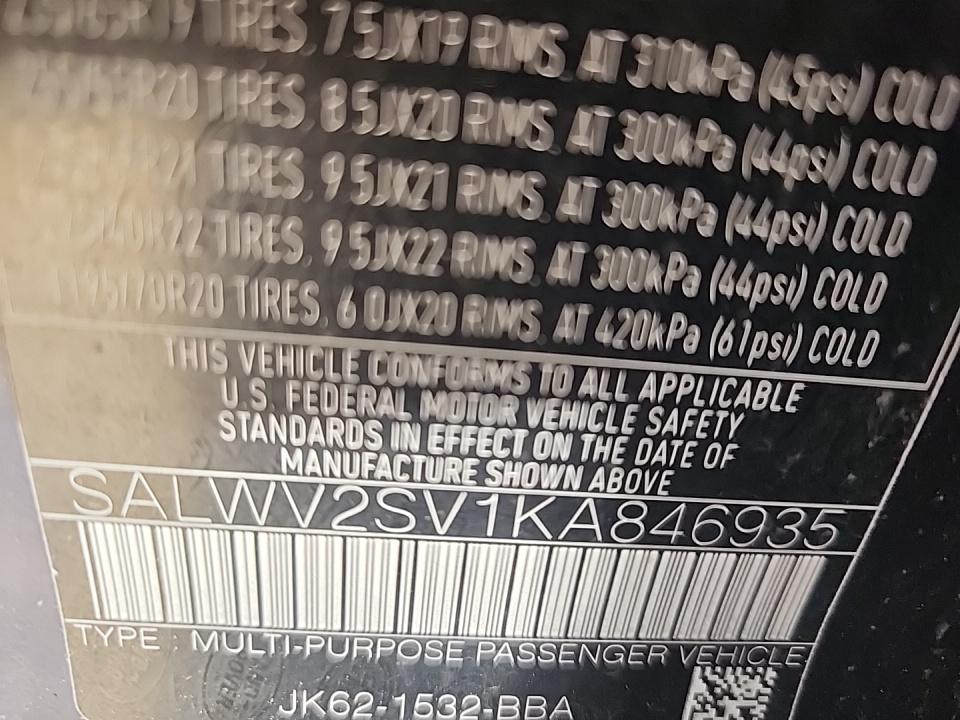 TIRES, 7.5JX19 RIMS, AT 310kPa (45psi) COLD
TIRES, 8.5JX20 RIMS, AT 300kPa (44psi) COLD
TIRES, 9.5JX21 RIMS, AT 300kPa (44psi) COLD
TIRES, 9.5JX22 RIMS, AT 300kPa (44psi) COLD
TIRES, 6.0JX20 RIMS, AT 420kPa (61psi) COLD
THIS VEHICLE CONFORMS TO ALL APPLICABLE
U.S. FEDERAL MOTOR VEHICLE SAFETY
STANDARDS IN EFFECT ON THE DATE OF
MANUFACTURE SHOWN ABOVE
SALWV2SV1KA846935
TYPE : MULTI-PURPOSE PASSENGER VEHICLE
JK62-1532-BBA